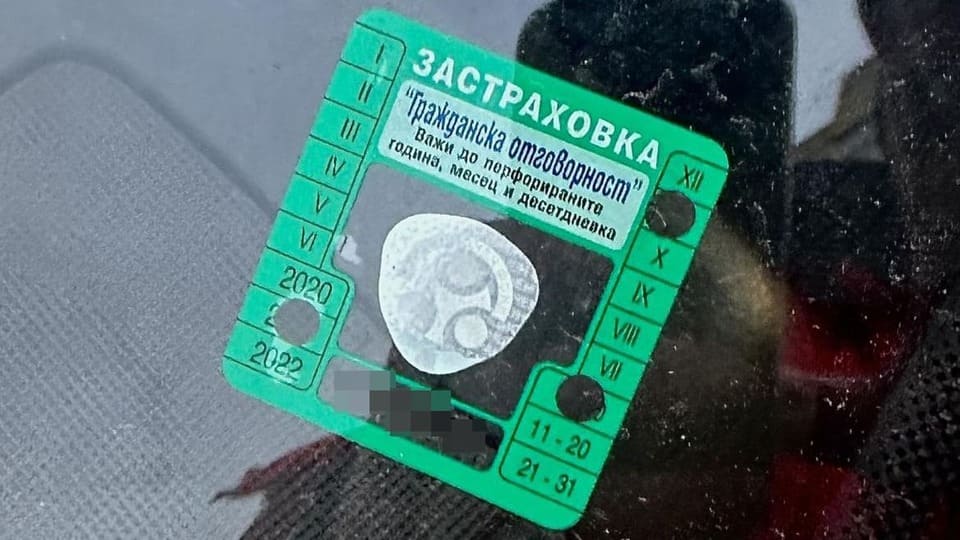 ЗАСТРАХОВКА
"Гражданска отговорност"
Важи до перфорираните
година, месец и десетдневка
I
II
III
IV
V
VI
2020
2022
XII
X
IX
VIII
VII
11 - 20
21 - 31